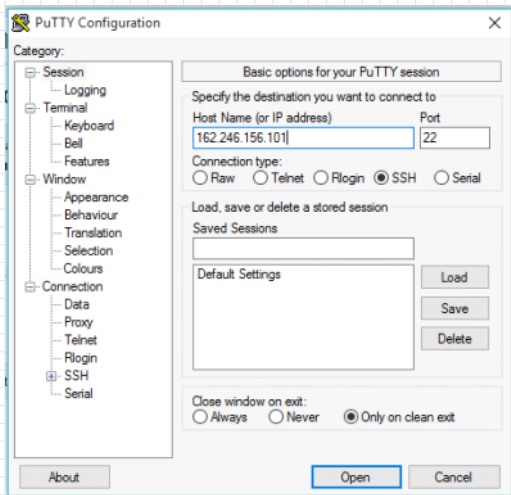 PuTTY Configuration
Category:
Session
Logging
Terminal
Keyboard
Bell
Features
Window
Appearance
Behaviour
Translation
Selection
Colours
Connection
Data
Proxy
Telnet
Rlogin
SSH
Serial
Basic options for your PuTTY session
Specify the destination you want to connect to
Host Name (or IP address) Port
162.246.156.101 22
Connection type:
Raw Telnet Rlogin SSH Serial
Load, save or delete a stored session
Saved Sessions
Default Settings
Load
Save
Delete
Close window on exit:
Always Never Only on clean exit
About Open Cancel